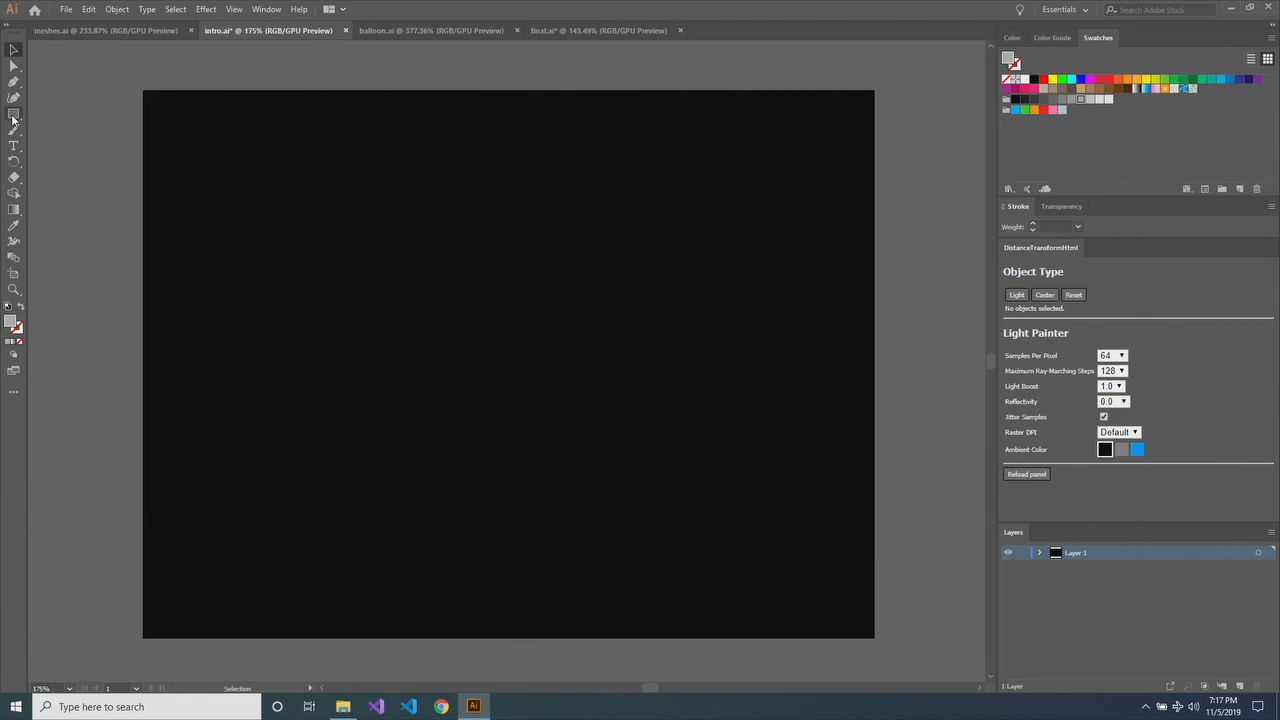 Ai File Edit Object Type Select Effect View Window Help Essentials Search Adobe Stock
meshes.ai @ 233.87% (RGB/GPU Preview) × intro.ai* @ 175% (RGB/GPU Preview) × balloon.ai @ 377.36% (RGB/GPU Preview) × final.ai* @ 143.49% (RGB/GPU Preview) ×
Color Color Guide Swatches
Stroke Transparency
Weight:
DistanceTransformHtml
Object Type
Light Caster Reset
No objects selected.
Light Painter
Samples Per Pixel 64
Maximum Ray-Marching Steps 128
Light Boost 1.0
Reflectivity 0.0
Jitter Samples
Raster DPI Default
Ambient Color
Reload panel
Layers
Layer 1
1 Layer
175% 1 Selection
Type here to search
Ai
7:17 PM
11/5/2019